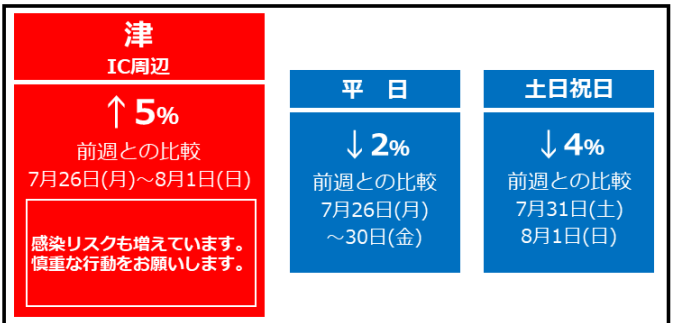 津
IC周辺
↑5%
前週との比較
7月26日(月)～8月1日(日)
感染リスクも増えています。
慎重な行動をお願いします。
平 日
↓2%
前週との比較
7月26日(月)
～30日(金)
土日祝日
↓4%
前週との比較
7月31日(土)
8月1日(日)